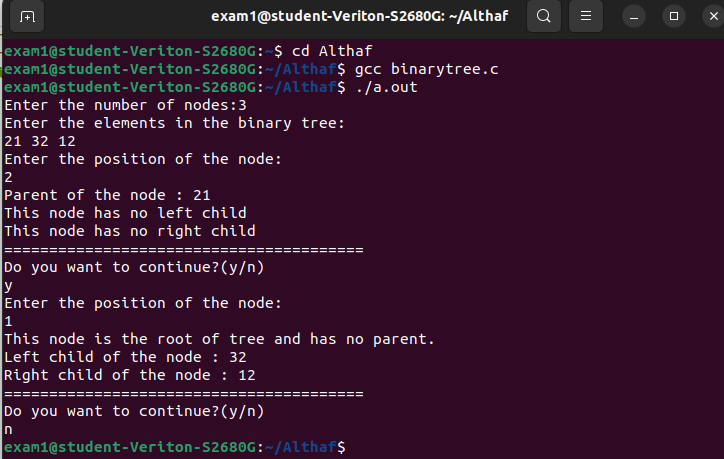 exam1@student-Veriton-S2680G: ~/Althaf
exam1@student-Veriton-S2680G:~$ cd Althaf
exam1@student-Veriton-S2680G:~/Althaf$ gcc binarytree.c
exam1@student-Veriton-S2680G:~/Althaf$ ./a.out
Enter the number of nodes:3
Enter the elements in the binary tree:
21 32 12
Enter the position of the node:
2
Parent of the node : 21
This node has no left child
This node has no right child
========================================
Do you want to continue?(y/n)
y
Enter the position of the node:
1
This node is the root of tree and has no parent.
Left child of the node : 32
Right child of the node : 12
========================================
Do you want to continue?(y/n)
n
exam1@student-Veriton-S2680G:~/Althaf$